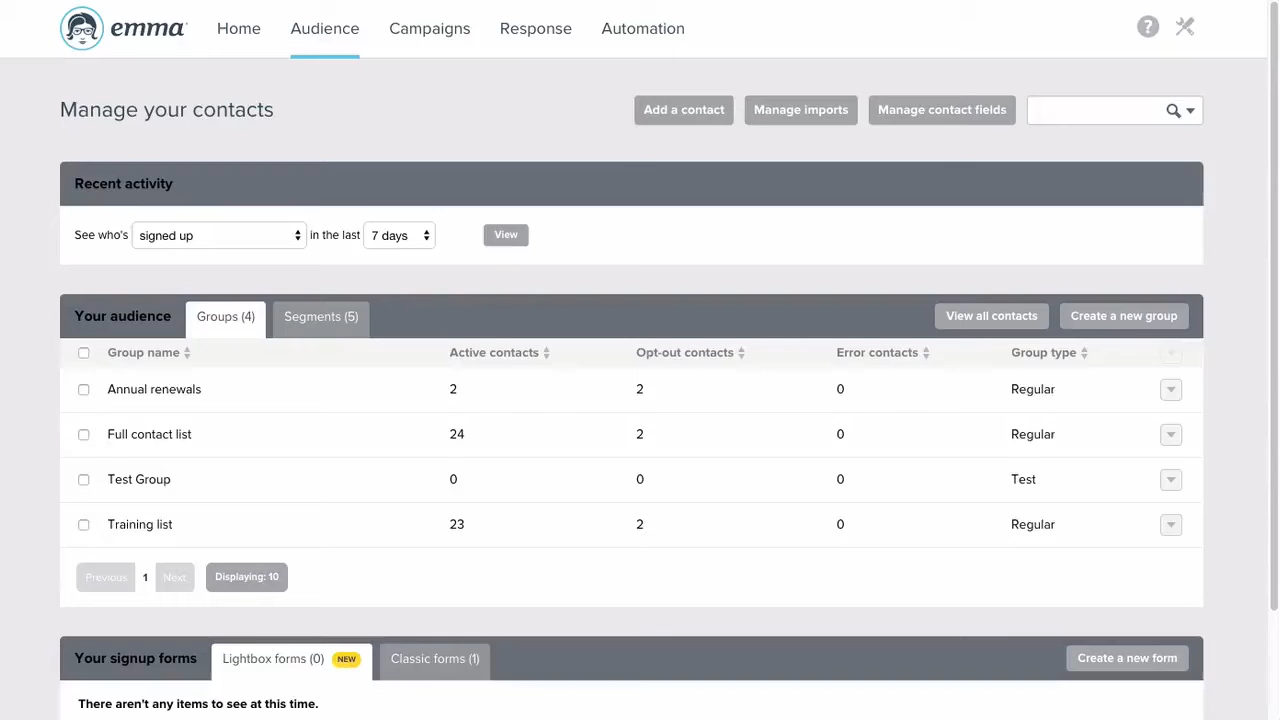 emma Home Audience Campaigns Response Automation ?
Manage your contacts Add a contact Manage imports Manage contact fields
Recent activity
See who's signed up in the last 7 days View
Your audience Groups (4) Segments (5) View all contacts Create a new group
Group name Active contacts Opt-out contacts Error contacts Group type
Annual renewals 2 2 0 Regular
Full contact list 24 2 0 Regular
Test Group 0 0 0 Test
Training list 23 2 0 Regular
Previous 1 Next Displaying: 10
Your signup forms Lightbox forms (0) NEW Classic forms (1) Create a new form
There aren't any items to see at this time.